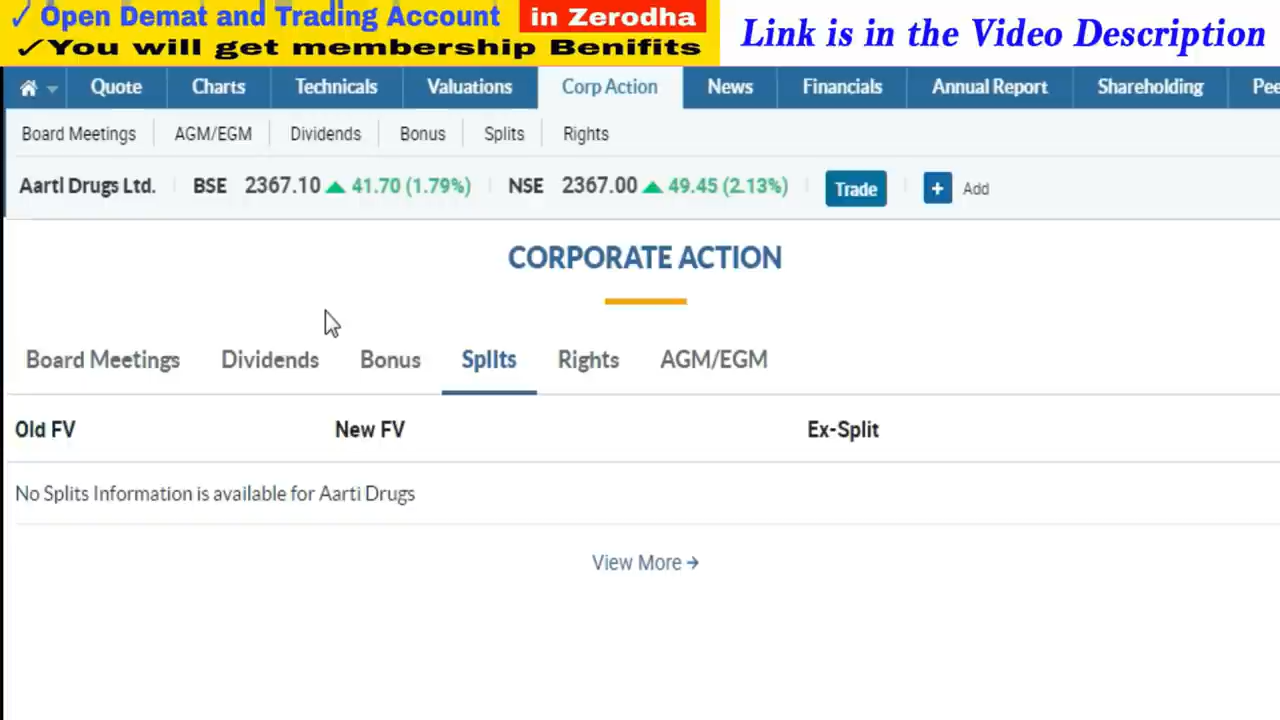 ✓ Open Demat and Trading Account in Zerodha
✓You will get membership Benifits
Link is in the Video Description
Quote Charts Technicals Valuations Corp Action News Financials Annual Report Shareholding Pee
Board Meetings AGM/EGM Dividends Bonus Splits Rights
Aarti Drugs Ltd. BSE 2367.10 ▲ 41.70 (1.79%) NSE 2367.00 ▲ 49.45 (2.13%) Trade + Add
CORPORATE ACTION
Board Meetings Dividends Bonus Splits Rights AGM/EGM
Old FV New FV Ex-Split
No Splits Information is available for Aarti Drugs
View More →